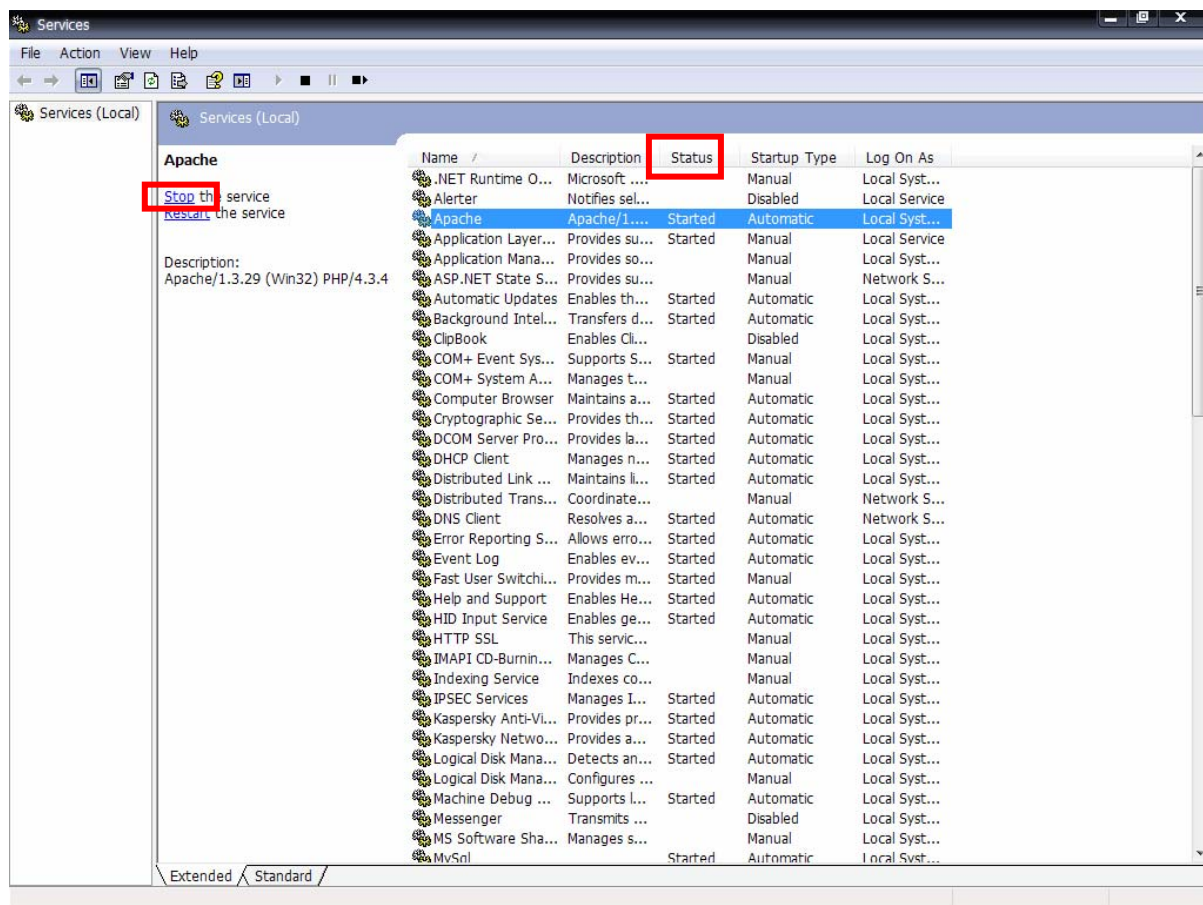 Services
File Action View Help
Services (Local)
Services (Local)
Apache
Stop the service
Restart the service
Description:
Apache/1.3.29 (Win32) PHP/4.3.4
Name / Description Status Startup Type Log On As
.NET Runtime O... Microsoft .... Manual Local Syst...
Alerter Notifies sel... Disabled Local Service
Apache Apache/1.... Started Automatic Local Syst...
Application Layer... Provides su... Started Manual Local Service
Application Mana... Provides so... Manual Local Syst...
ASP.NET State S... Provides su... Manual Network S...
Automatic Updates Enables th... Started Automatic Local Syst...
Background Intel... Transfers d... Started Automatic Local Syst...
ClipBook Enables Cli... Disabled Local Syst...
COM+ Event Sys... Supports S... Started Manual Local Syst...
COM+ System A... Manages t... Manual Local Syst...
Computer Browser Maintains a... Started Automatic Local Syst...
Cryptographic Se... Provides th... Started Automatic Local Syst...
DCOM Server Pro... Provides la... Started Automatic Local Syst...
DHCP Client Manages n... Started Automatic Local Syst...
Distributed Link ... Maintains li... Started Automatic Local Syst...
Distributed Trans... Coordinate... Manual Network S...
DNS Client Resolves a... Started Automatic Network S...
Error Reporting S... Allows erro... Started Automatic Local Syst...
Event Log Enables ev... Started Automatic Local Syst...
Fast User Switchi... Provides m... Started Manual Local Syst...
Help and Support Enables He... Started Automatic Local Syst...
HID Input Service Enables ge... Started Automatic Local Syst...
HTTP SSL This servic... Manual Local Syst...
IMAPI CD-Burnin... Manages C... Manual Local Syst...
Indexing Service Indexes co... Manual Local Syst...
IPSEC Services Manages I... Started Automatic Local Syst...
Kaspersky Anti-Vi... Provides pr... Started Automatic Local Syst...
Kaspersky Netwo... Provides a... Started Automatic Local Syst...
Logical Disk Mana... Detects an... Started Automatic Local Syst...
Logical Disk Mana... Configures ... Manual Local Syst...
Machine Debug ... Supports l... Started Automatic Local Syst...
Messenger Transmits ... Disabled Local Syst...
MS Software Sha... Manages s... Manual Local Syst...
MySql Started Automatic Local Syst...
Extended Standard